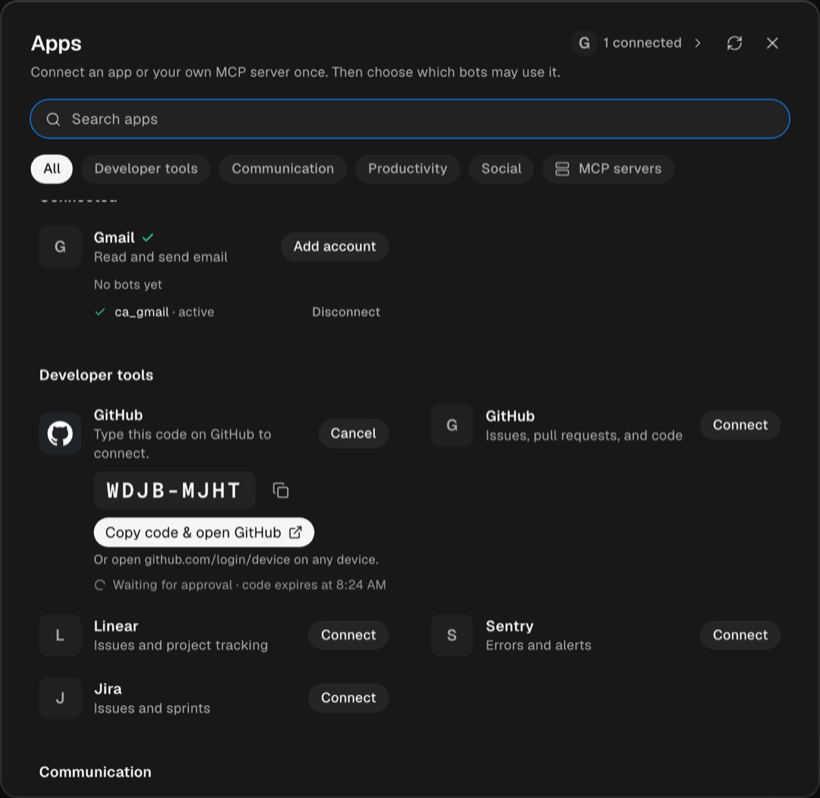 Apps
G 1 connected
Connect an app or your own MCP server once. Then choose which bots may use it.
Search apps
All Developer tools Communication Productivity Social MCP servers
G
Gmail
Read and send email
Add account
No bots yet
ca_gmail · active Disconnect
Developer tools
GitHub
Type this code on GitHub to
connect.
Cancel
WDJB-MJHT
Copy code & open GitHub
Or open github.com/login/device on any device.
Waiting for approval · code expires at 8:24 AM
G
GitHub
Issues, pull requests, and code
Connect
L
Linear
Issues and project tracking
Connect
S
Sentry
Errors and alerts
Connect
J
Jira
Issues and sprints
Connect
Communication